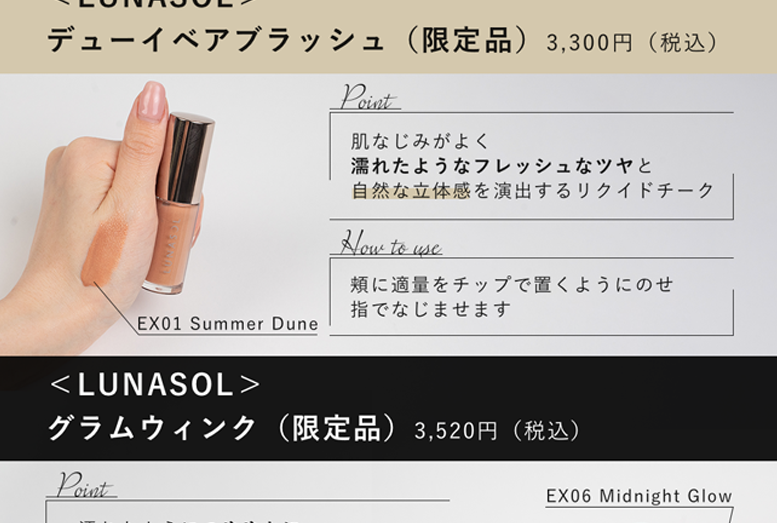 ＜LUNASOL＞
デューイベアブラッシュ（限定品）3,300円（税込）
Point
肌なじみがよく
濡れたようなフレッシュなツヤと
自然な立体感を演出するリクイドチーク
How to use
頬に適量をチップで置くようにのせ
指でなじませます
LUNASOL
EX01 Summer Dune
＜LUNASOL＞
グラムウィンク（限定品）3,520円（税込）
Point
EX06 Midnight Glow